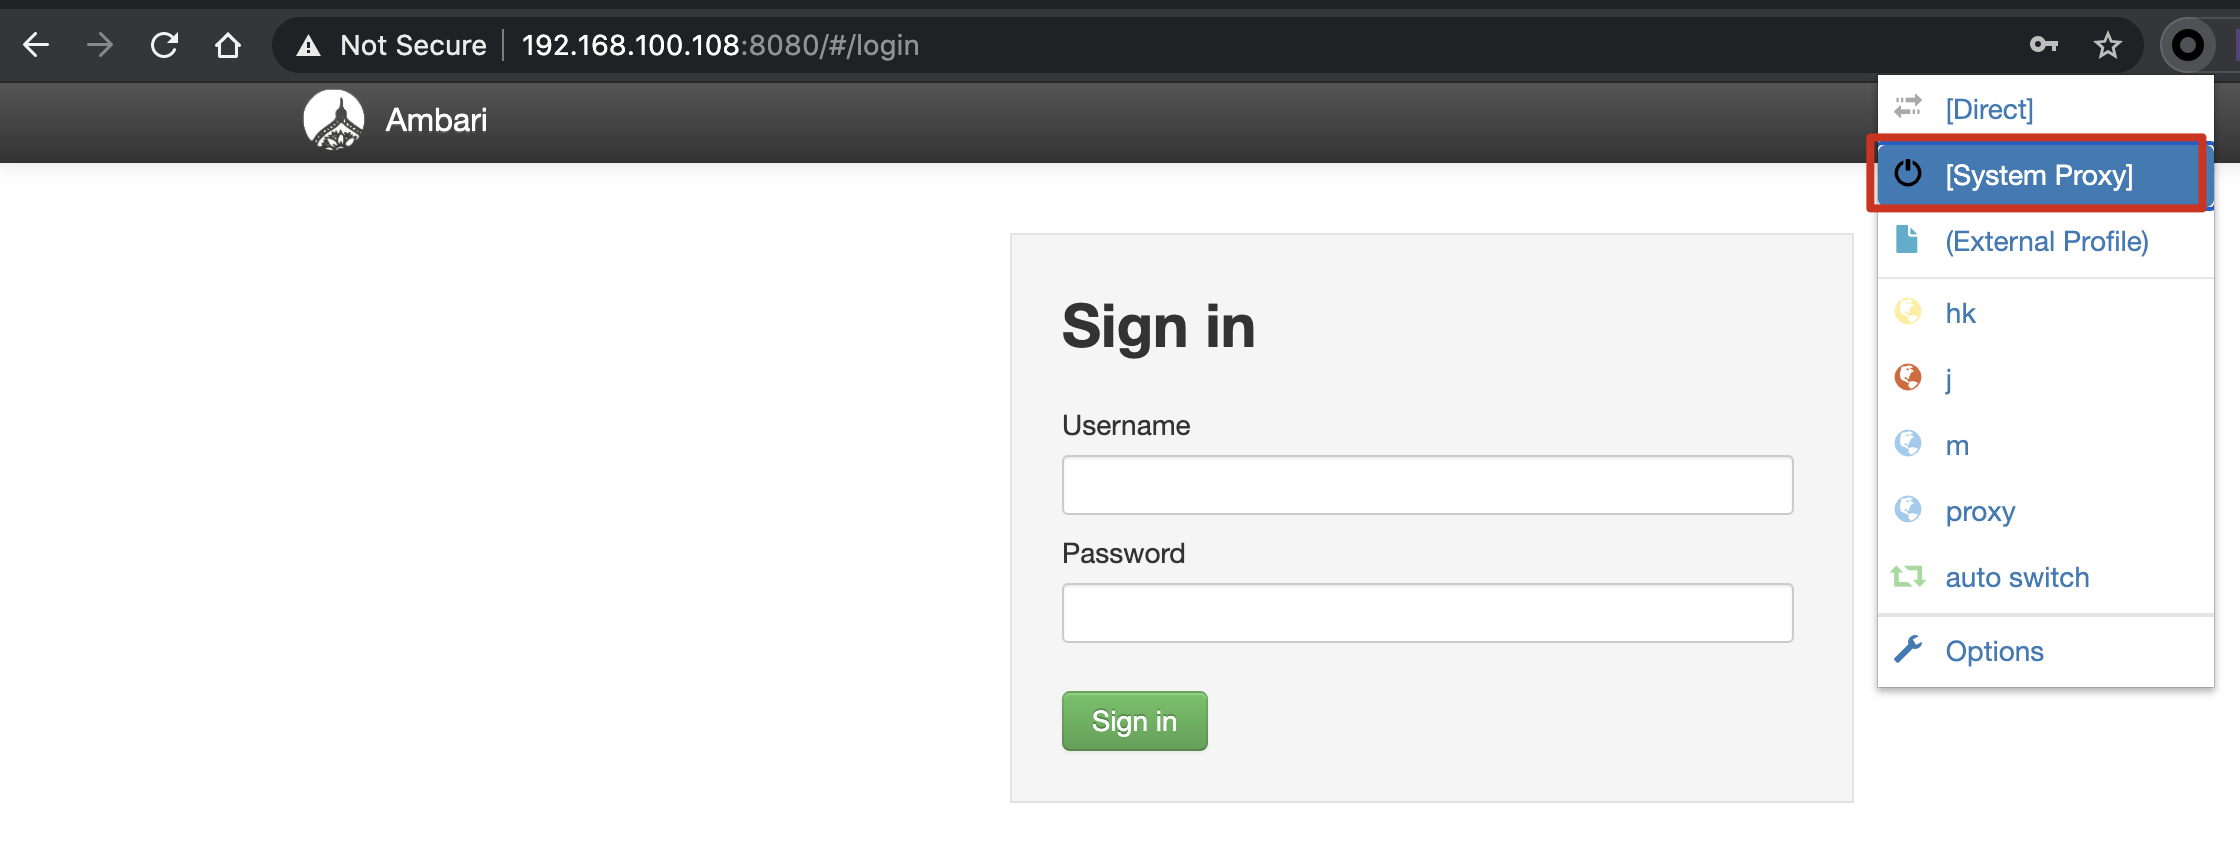 Not Secure | 192.168.100.108:8080/#/login
Ambari
[Direct]
[System Proxy]
(External Profile)
hk
j
m
proxy
auto switch
Options
Sign in
Username
Password
Sign in